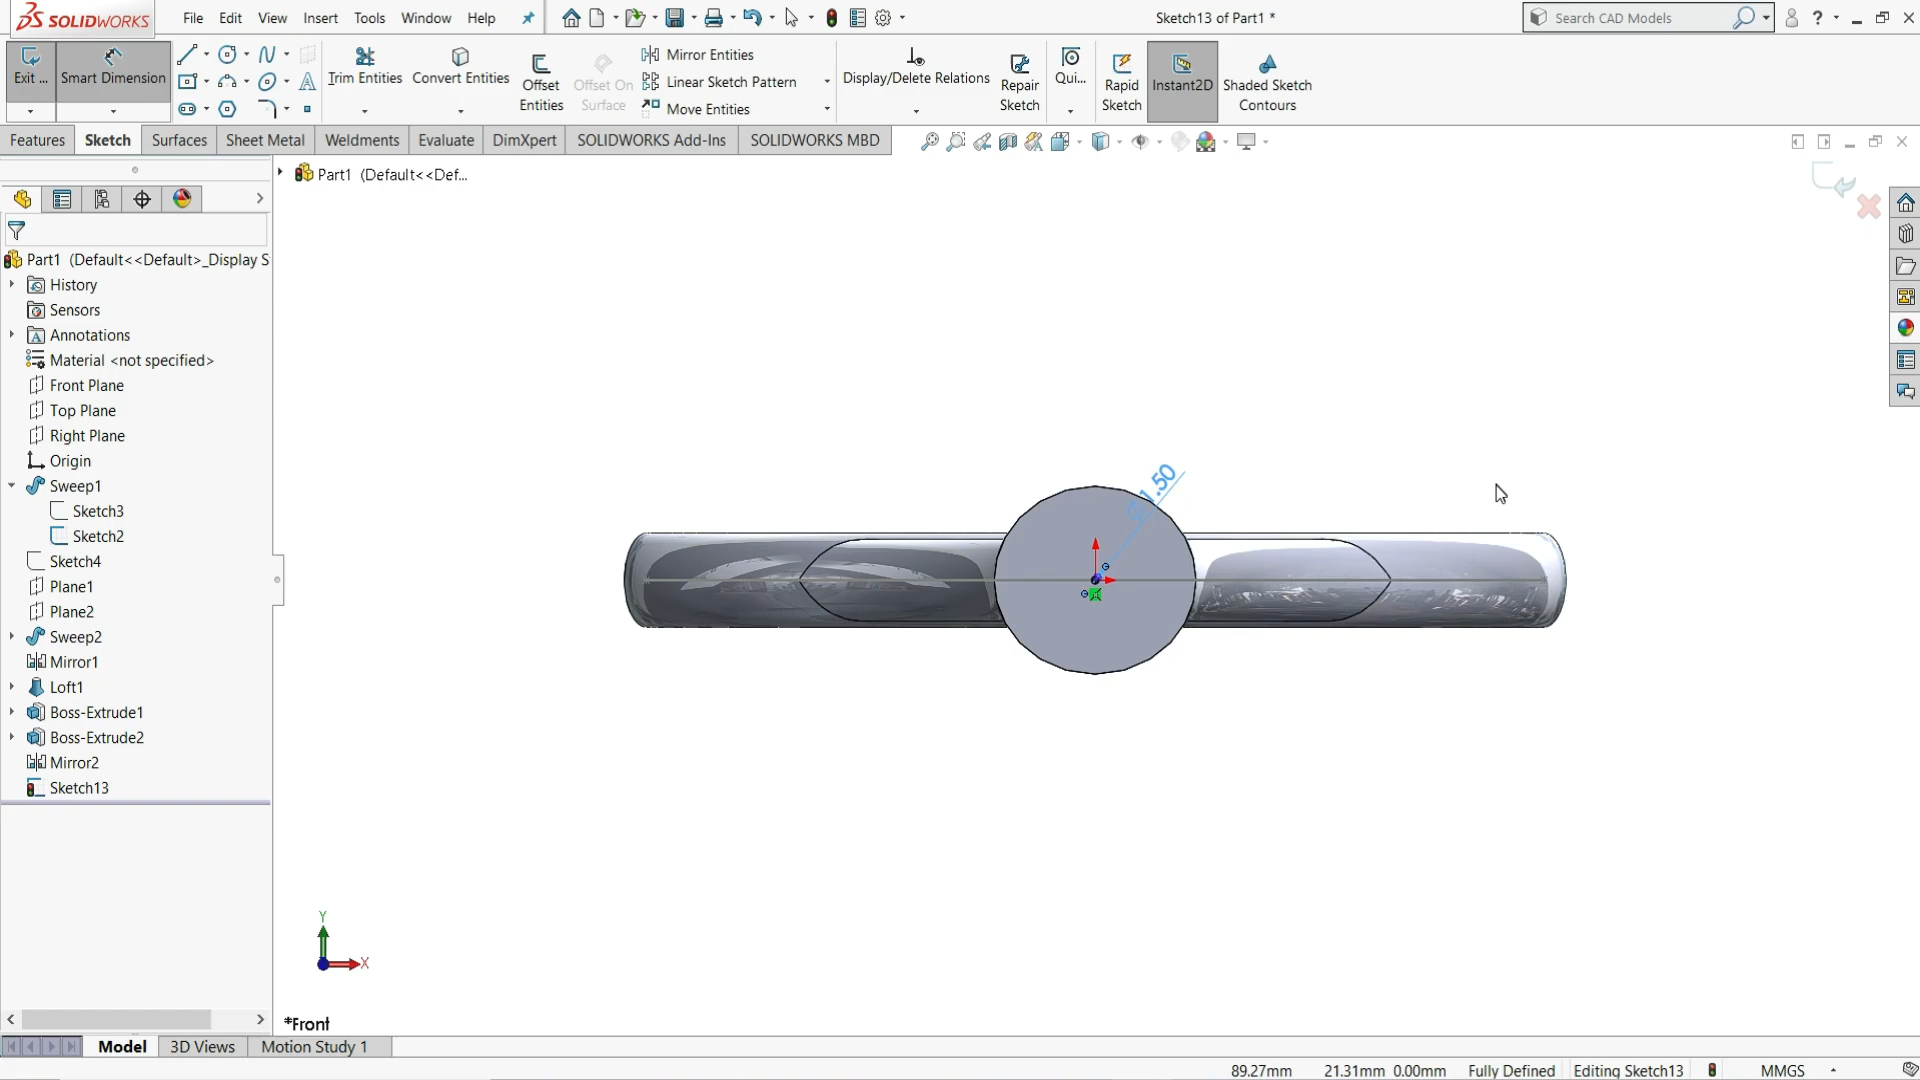 SOLIDWORKS
File Edit View Insert Tools Window Help
Sketch13 of Part1 *
Search CAD Models
Exit ...
Smart Dimension
Trim Entities
Convert Entities
Offset Entities
Offset On Surface
Mirror Entities
Linear Sketch Pattern
Move Entities
Display/Delete Relations
Repair Sketch
Qui...
Rapid Sketch
Instant2D
Shaded Sketch Contours
Features Sketch Surfaces Sheet Metal Weldments Evaluate DimXpert SOLIDWORKS Add-Ins SOLIDWORKS MBD
Part1 (Default<<Def...
Part1 (Default<<Default>_Display S
History
Sensors
Annotations
Material <not specified>
Front Plane
Top Plane
Right Plane
Origin
Sweep1
Sketch3
Sketch2
Sketch4
Plane1
Plane2
Sweep2
Mirror1
Loft1
Boss-Extrude1
Boss-Extrude2
Mirror2
Sketch13
Y
X
*Front
Model 3D Views Motion Study 1
89.27mm 21.31mm 0.00mm Fully Defined Editing Sketch13 MMGS